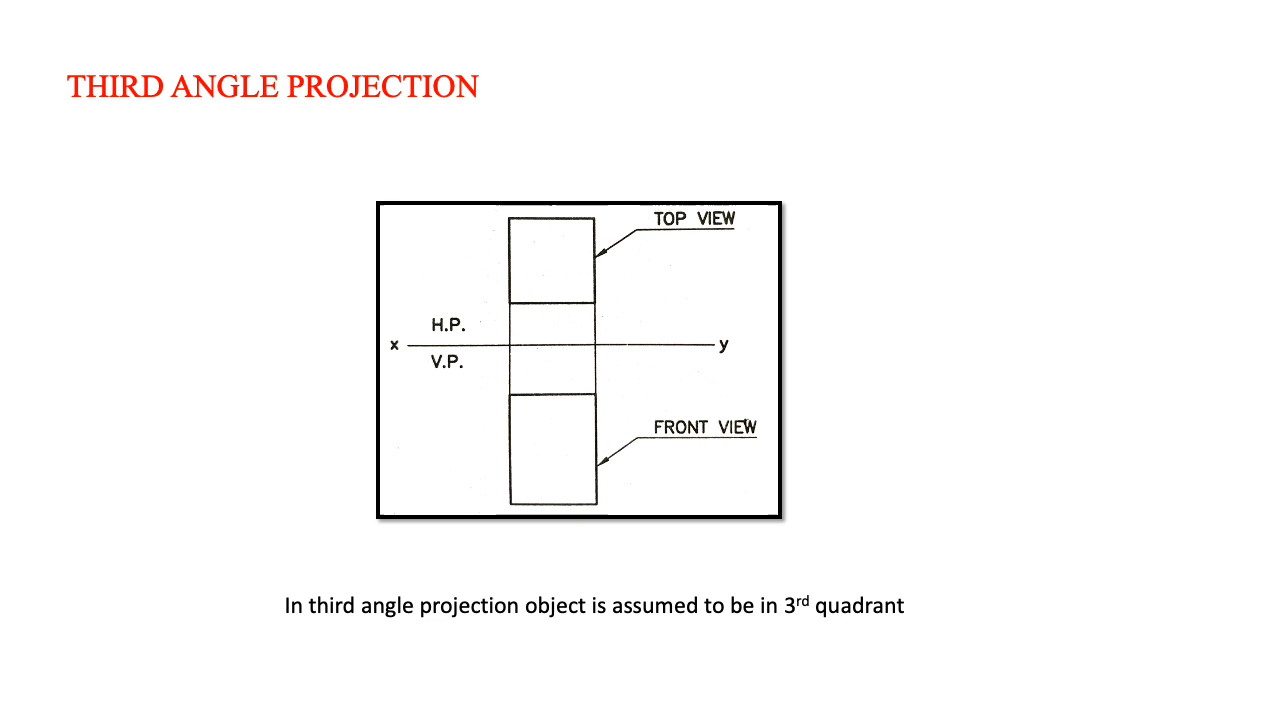 THIRD ANGLE PROJECTION
TOP VIEW
H.P.
x
y
V.P.
FRONT VIEW
In third angle projection object is assumed to be in 3rd quadrant